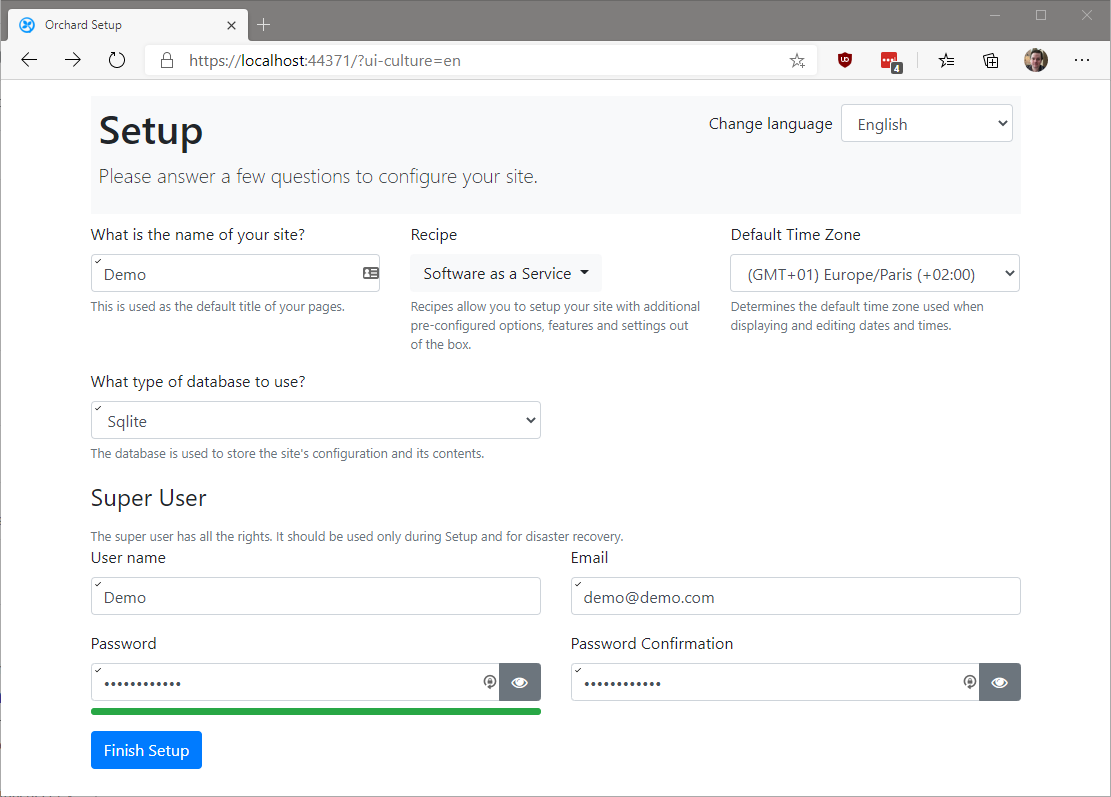 Orchard Setup
https://localhost:44371/?ui-culture=en
4
Setup
Change language
English
Please answer a few questions to configure your site.
What is the name of your site?
Recipe
Default Time Zone
Demo
Software as a Service
(GMT+01) Europe/Paris (+02:00)
This is used as the default title of your pages.
Recipes allow you to setup your site with additional
pre-configured options, features and settings out
of the box.
Determines the default time zone used when
displaying and editing dates and times.
What type of database to use?
Sqlite
The database is used to store the site's configuration and its contents.
Super User
The super user has all the rights. It should be used only during Setup and for disaster recovery.
User name
Email
Demo
demo@demo.com
Password
Password Confirmation
••••••••••••
••••••••••••
Finish Setup